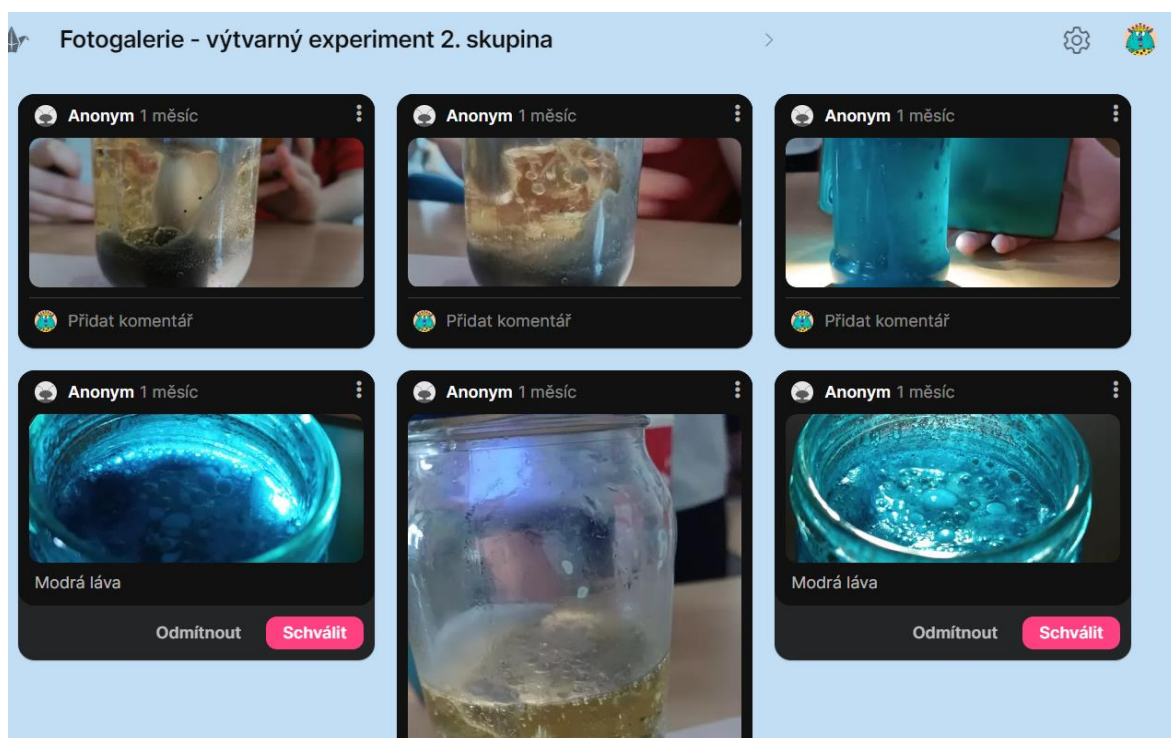 Fotogalerie - výtvarný experiment 2. skupina
Anonym 1 měsíc
Anonym 1 měsíc
Anonym 1 měsíc
Přidat komentář
Přidat komentář
Přidat komentář
Anonym 1 měsíc
Anonym 1 měsíc
Anonym 1 měsíc
Modrá láva
Modrá láva
Odmítnout
Schválit
Odmítnout
Schválit